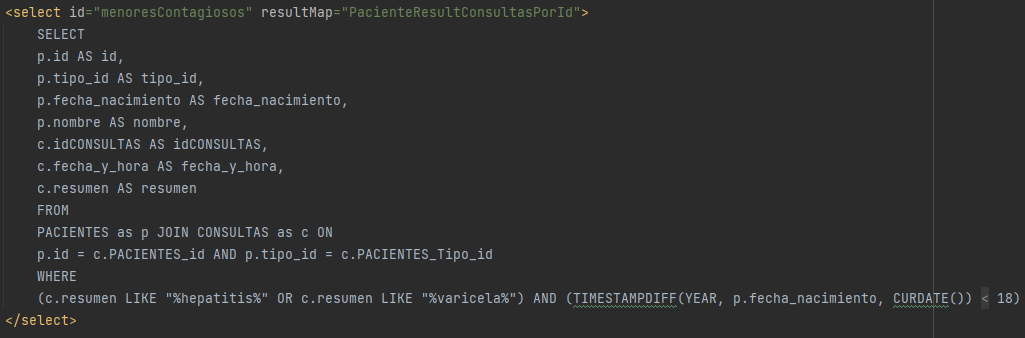 <select id="menoresContagiosos" resultMap="PacienteResultConsultasPorId">
    SELECT
    p.id AS id,
    p.tipo_id AS tipo_id,
    p.fecha_nacimiento AS fecha_nacimiento,
    p.nombre AS nombre,
    c.idCONSULTAS AS idCONSULTAS,
    c.fecha_y_hora AS fecha_y_hora,
    c.resumen AS resumen
    FROM
    PACIENTES as p JOIN CONSULTAS as c ON
    p.id = c.PACIENTES_id AND p.tipo_id = c.PACIENTES_Tipo_id
    WHERE
    (c.resumen LIKE "%hepatitis%" OR c.resumen LIKE "%varicela%") AND (TIMESTAMPDIFF(YEAR, p.fecha_nacimiento, CURDATE()) < 18)
</select>